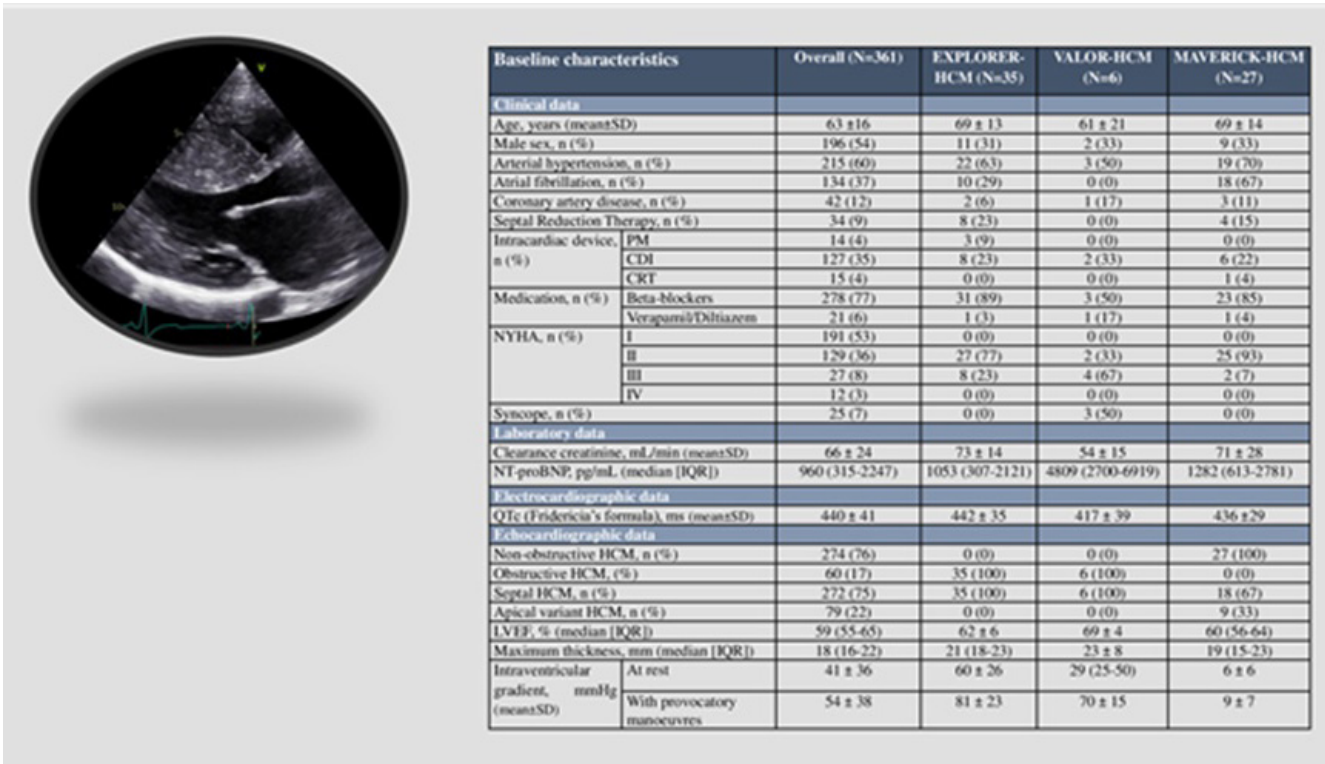 V
5
10
Baseline characteristics Overall (N=361) EXPLORER-HCM (N=35) VALOR-HCM (N=6) MAVERICK-HCM (N=27)
Clinical data
Age, years (mean±SD) 63 ±16 69 ± 13 61 ± 21 69 ± 14
Male sex, n (%) 196 (54) 11 (31) 2 (33) 9 (33)
Arterial hypertension, n (%) 215 (60) 22 (63) 3 (50) 19 (70)
Atrial fibrillation, n (%) 134 (37) 10 (29) 0 (0) 18 (67)
Coronary artery disease, n (%) 42 (12) 2 (6) 1 (17) 3 (11)
Septal Reduction Therapy, n (%) 34 (9) 8 (23) 0 (0) 4 (15)
Intracardiac device, n (%) PM 14 (4) 3 (9) 0 (0) 0 (0)
CDI 127 (35) 8 (23) 2 (33) 6 (22)
CRT 15 (4) 0 (0) 0 (0) 1 (4)
Medication, n (%) Beta-blockers 278 (77) 31 (89) 3 (50) 23 (85)
Verapamil/Diltiazem 21 (6) 1 (3) 1 (17) 1 (4)
NYHA, n (%) I 191 (53) 0 (0) 0 (0) 0 (0)
II 129 (36) 27 (77) 2 (33) 25 (93)
III 27 (8) 8 (23) 4 (67) 2 (7)
IV 12 (3) 0 (0) 0 (0) 0 (0)
Syncope, n (%) 25 (7) 0 (0) 3 (50) 0 (0)
Laboratory data
Clearance creatinine, mL/min (mean±SD) 66 ± 24 73 ± 14 54 ± 15 71 ± 28
NT-proBNP, pg/mL (median [IQR]) 960 (315-2247) 1053 (307-2121) 4809 (2700-6919) 1282 (613-2781)
Electrocardiographic data
QTc (Fridericia's formula), ms (mean±SD) 440 ± 41 442 ± 35 417 ± 39 436 ±29
Echocardiographic data
Non-obstructive HCM, n (%) 274 (76) 0 (0) 0 (0) 27 (100)
Obstructive HCM, (%) 60 (17) 35 (100) 6 (100) 0 (0)
Septal HCM, n (%) 272 (75) 35 (100) 6 (100) 18 (67)
Apical variant HCM, n (%) 79 (22) 0 (0) 0 (0) 9 (33)
LVEF, % (median [IQR]) 59 (55-65) 62 ± 6 69 ± 4 60 (56-64)
Maximum thickness, mm (median [IQR]) 18 (16-22) 21 (18-23) 23 ± 8 19 (15-23)
Intraventricular gradient, mmHg (mean±SD) At rest 41 ± 36 60 ± 26 29 (25-50) 6 ± 6
With provocatory manoeuvres 54 ± 38 81 ± 23 70 ± 15 9 ± 7